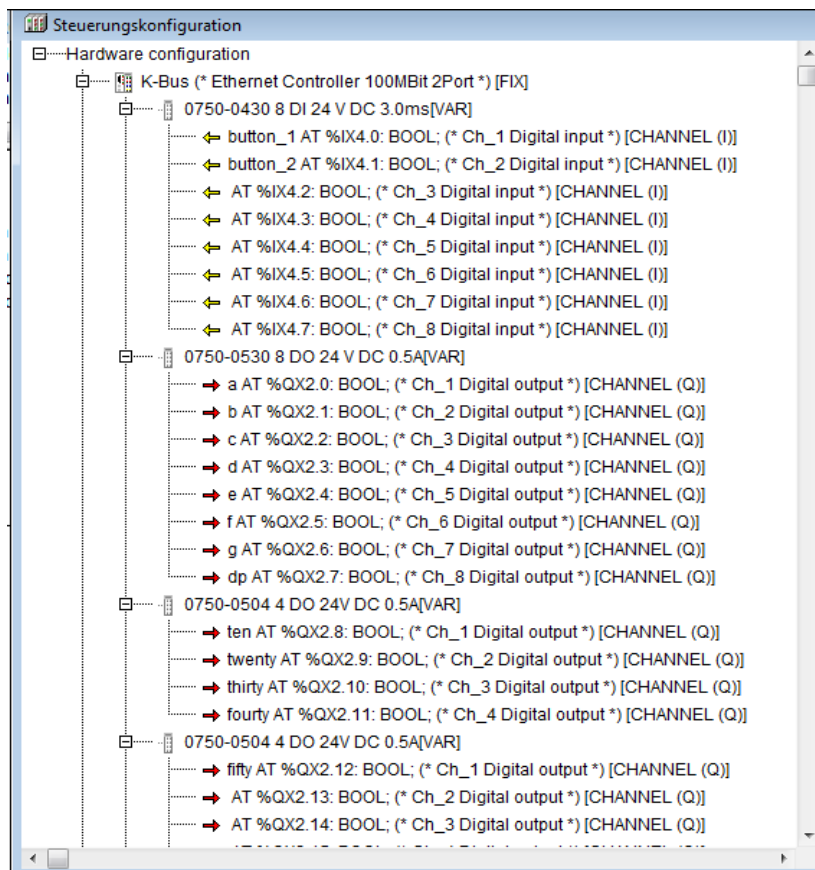 Steuerungskonfiguration
Hardware configuration
K-Bus (* Ethernet Controller 100MBit 2Port *) [FIX]
0750-0430 8 DI 24 V DC 3.0ms[VAR]
button_1 AT %IX4.0: BOOL; (* Ch_1 Digital input *) [CHANNEL (I)]
button_2 AT %IX4.1: BOOL; (* Ch_2 Digital input *) [CHANNEL (I)]
AT %IX4.2: BOOL; (* Ch_3 Digital input *) [CHANNEL (I)]
AT %IX4.3: BOOL; (* Ch_4 Digital input *) [CHANNEL (I)]
AT %IX4.4: BOOL; (* Ch_5 Digital input *) [CHANNEL (I)]
AT %IX4.5: BOOL; (* Ch_6 Digital input *) [CHANNEL (I)]
AT %IX4.6: BOOL; (* Ch_7 Digital input *) [CHANNEL (I)]
AT %IX4.7: BOOL; (* Ch_8 Digital input *) [CHANNEL (I)]
0750-0530 8 DO 24 V DC 0.5A[VAR]
a AT %QX2.0: BOOL; (* Ch_1 Digital output *) [CHANNEL (Q)]
b AT %QX2.1: BOOL; (* Ch_2 Digital output *) [CHANNEL (Q)]
c AT %QX2.2: BOOL; (* Ch_3 Digital output *) [CHANNEL (Q)]
d AT %QX2.3: BOOL; (* Ch_4 Digital output *) [CHANNEL (Q)]
e AT %QX2.4: BOOL; (* Ch_5 Digital output *) [CHANNEL (Q)]
f AT %QX2.5: BOOL; (* Ch_6 Digital output *) [CHANNEL (Q)]
g AT %QX2.6: BOOL; (* Ch_7 Digital output *) [CHANNEL (Q)]
dp AT %QX2.7: BOOL; (* Ch_8 Digital output *) [CHANNEL (Q)]
0750-0504 4 DO 24V DC 0.5A[VAR]
ten AT %QX2.8: BOOL; (* Ch_1 Digital output *) [CHANNEL (Q)]
twenty AT %QX2.9: BOOL; (* Ch_2 Digital output *) [CHANNEL (Q)]
thirty AT %QX2.10: BOOL; (* Ch_3 Digital output *) [CHANNEL (Q)]
fourty AT %QX2.11: BOOL; (* Ch_4 Digital output *) [CHANNEL (Q)]
0750-0504 4 DO 24V DC 0.5A[VAR]
fifty AT %QX2.12: BOOL; (* Ch_1 Digital output *) [CHANNEL (Q)]
AT %QX2.13: BOOL; (* Ch_2 Digital output *) [CHANNEL (Q)]
AT %QX2.14: BOOL; (* Ch_3 Digital output *) [CHANNEL (Q)]